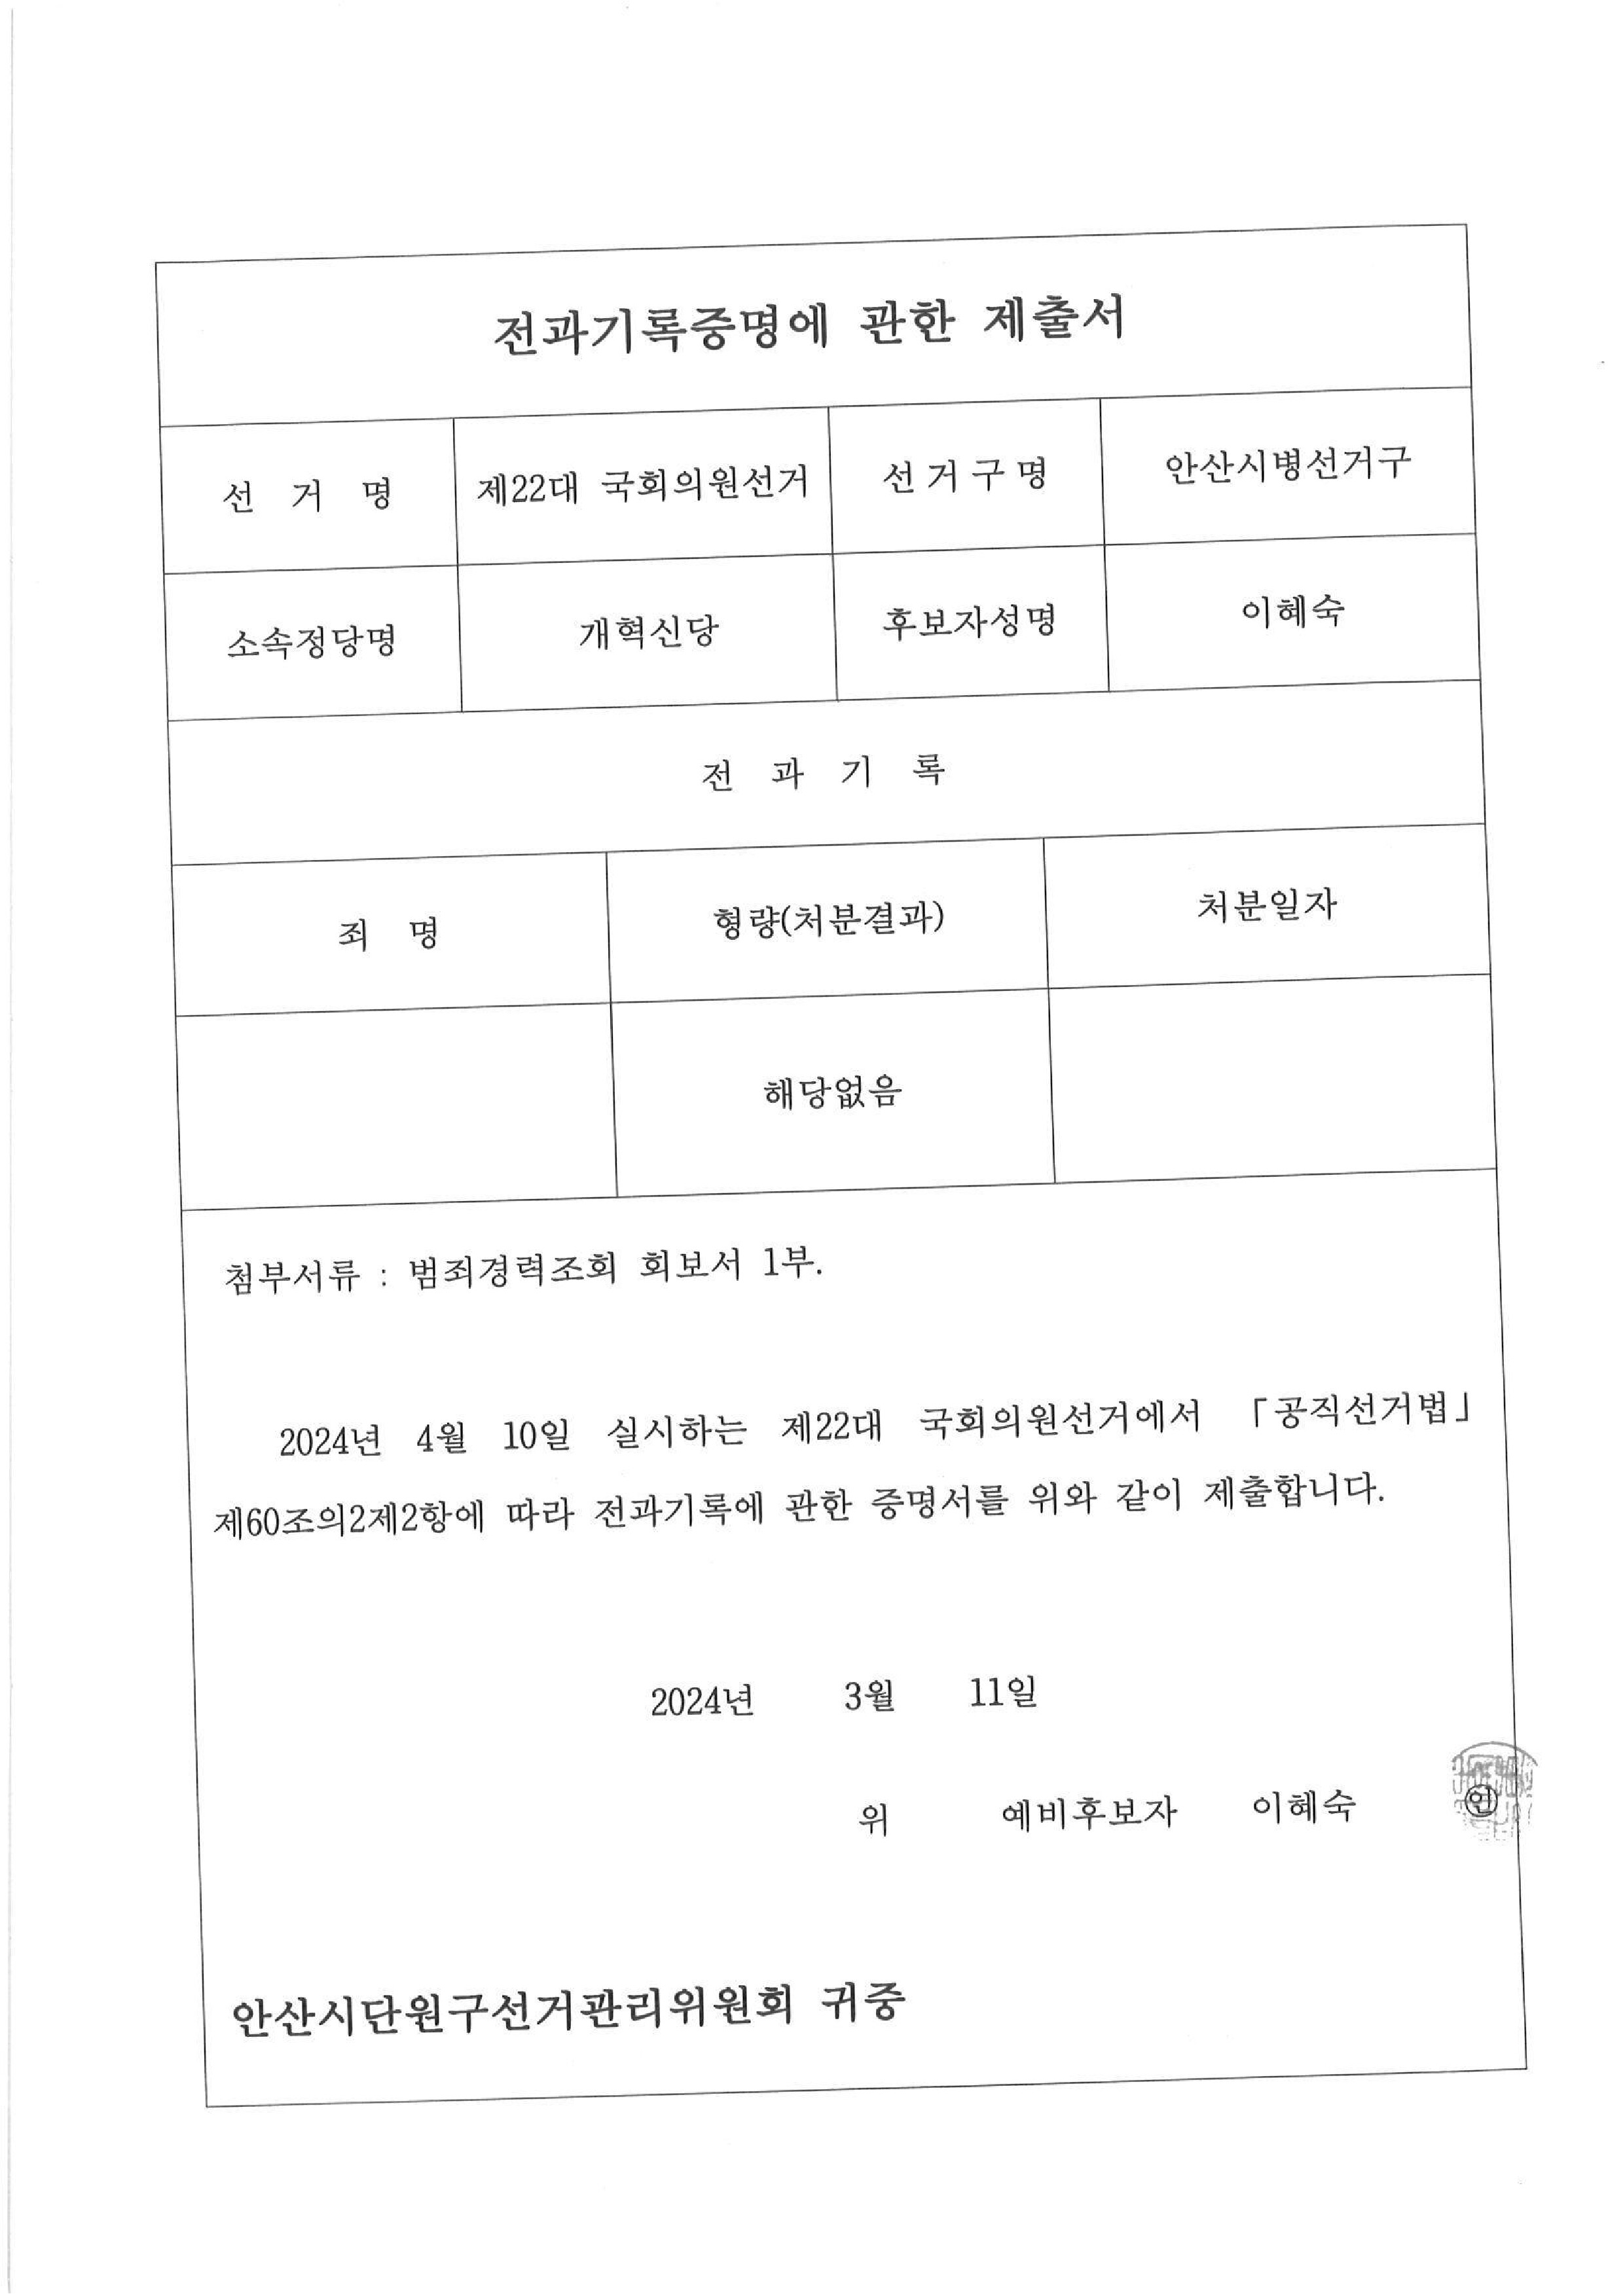 전과기록증명에 관한 제출서
선 거 명 제22대 국회의원선거 선거구명 안산시병선거구
소속정당명 개혁신당 후보자성명 이혜숙
전 과 기 록
죄 명 형량(처분결과) 처분일자
해당없음
첨부서류 : 범죄경력조회 회보서 1부.
2024년 4월 10일 실시하는 제22대 국회의원선거에서 「공직선거법」
제60조의2제2항에 따라 전과기록에 관한 증명서를 위와 같이 제출합니다.
2024년 3월 11일
위 예비후보자 이혜숙 ㊞
안산시단원구선거관리위원회 귀중